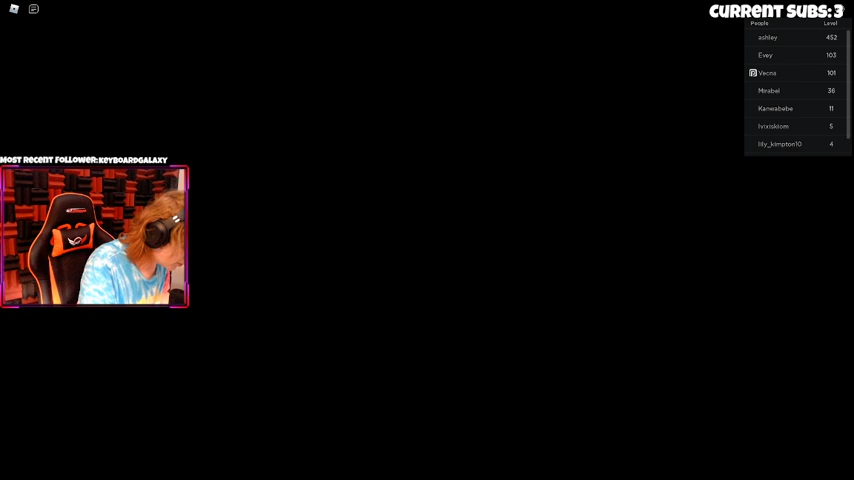 CURRENT SUBS: 3
People Level
ashley 452
Evey 103
Vecna 101
Mirabel 36
Kaneabebe 11
lvixiskiom 5
lilly_kimpton10 4
MOST RECENT FOLLOWER: KEYBOARDGALAXY